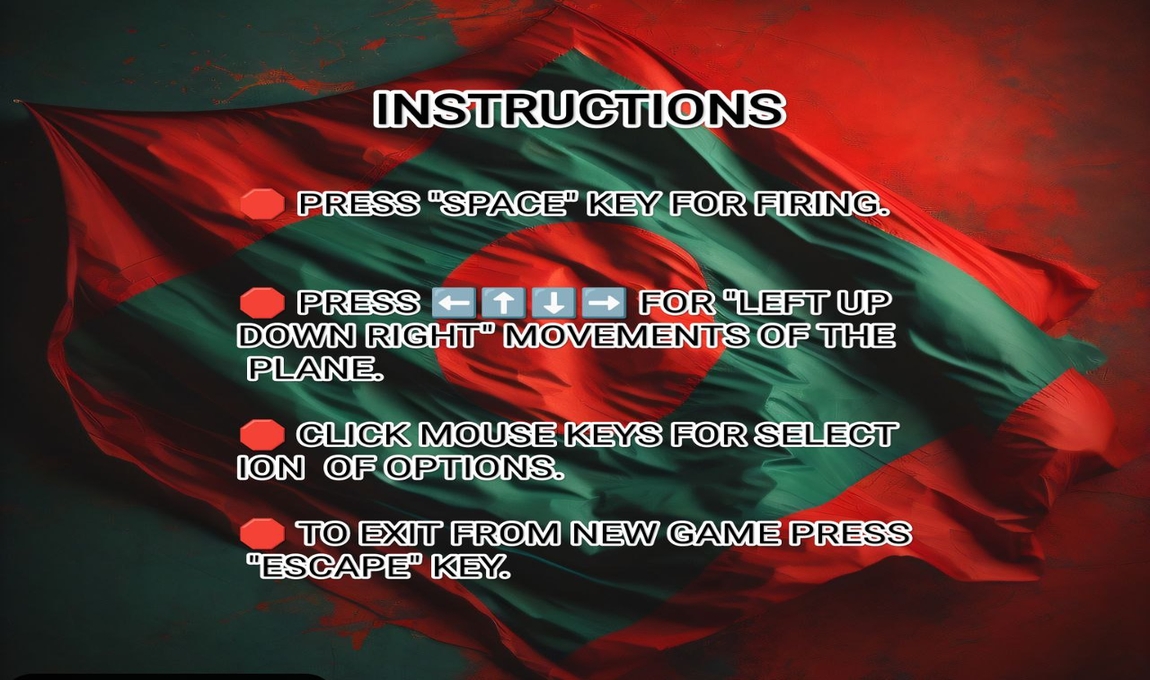 INSTRUCTIONS
🛑 PRESS "SPACE" KEY FOR FIRING.
🛑 PRESS ⬅️⬆️⬇️➡️ FOR "LEFT UP
DOWN RIGHT" MOVEMENTS OF THE
PLANE.
🛑 CLICK MOUSE KEYS FOR SELECT
ION  OF OPTIONS.
🛑 TO EXIT FROM NEW GAME PRESS
"ESCAPE" KEY.